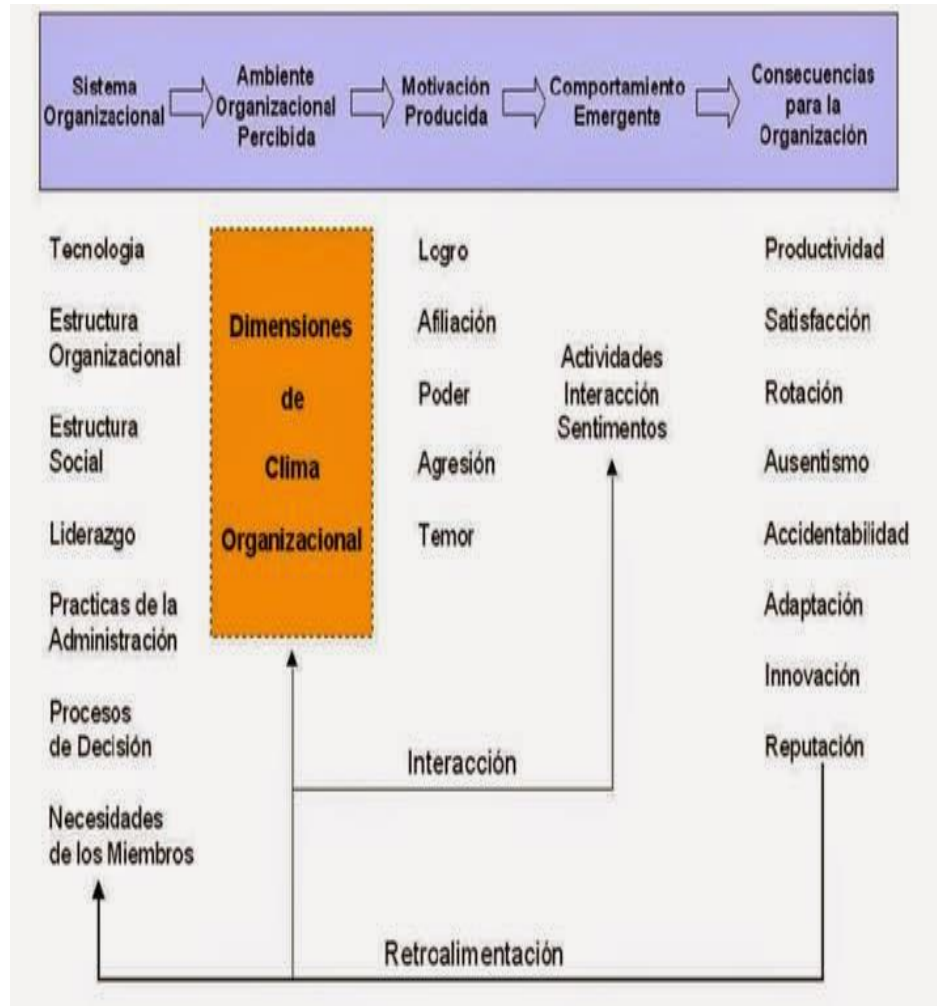 Sistema
Organizacional
Ambiente
Organizacional
Percibida
Motivación
Producida
Comportamiento
Emergente
Consecuencias
para la
Organización
Tecnologia
Estructura
Organizacional
Estructura
Social
Liderazgo
Practicas de la
Administración
Procesos
de Decisión
Necesidades
de los Miembros
Dimensiones
de
Clima
Organizacional
Logro
Afiliación
Poder
Agresión
Temor
Actividades
Interacción
Sentimentos
Productividad
Satisfacción
Rotación
Ausentismo
Accidentabilidad
Adaptación
Innovación
Reputación
Interacción
Retroalimentación